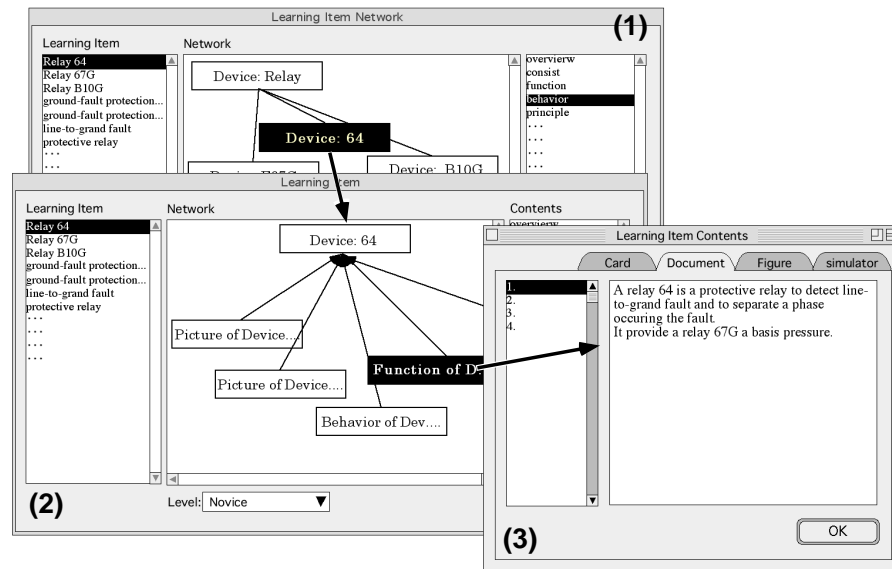 Learning Item Network
(1)
Learning Item
Network
Relay 64
Relay 67G
Relay B10G
ground-fault protection...
ground-fault protection...
line-to-grand fault
protective relay
...
...
overvierw
consist
function
behavior
principle
...
...
...
...
Device: Relay
Device: 64
Device: B10G
Learning Item
Learning Item
Network
Contents
Relay 64
Relay 67G
Relay B10G
ground-fault protection...
ground-fault protection...
line-to-grand fault
protective relay
...
...
...
...
overvierw
Device: 64
Picture of Device....
Picture of Device....
Function of D.
Behavior of Dev....
Level: Novice
(2)
Learning Item Contents
Card
Document
Figure
simulator
1.
2.
3.
4.
A relay 64 is a protective relay to detect line-
to-grand fault and to separate a phase
occuring the fault.
It provide a relay 67G a basis pressure.
OK
(3)